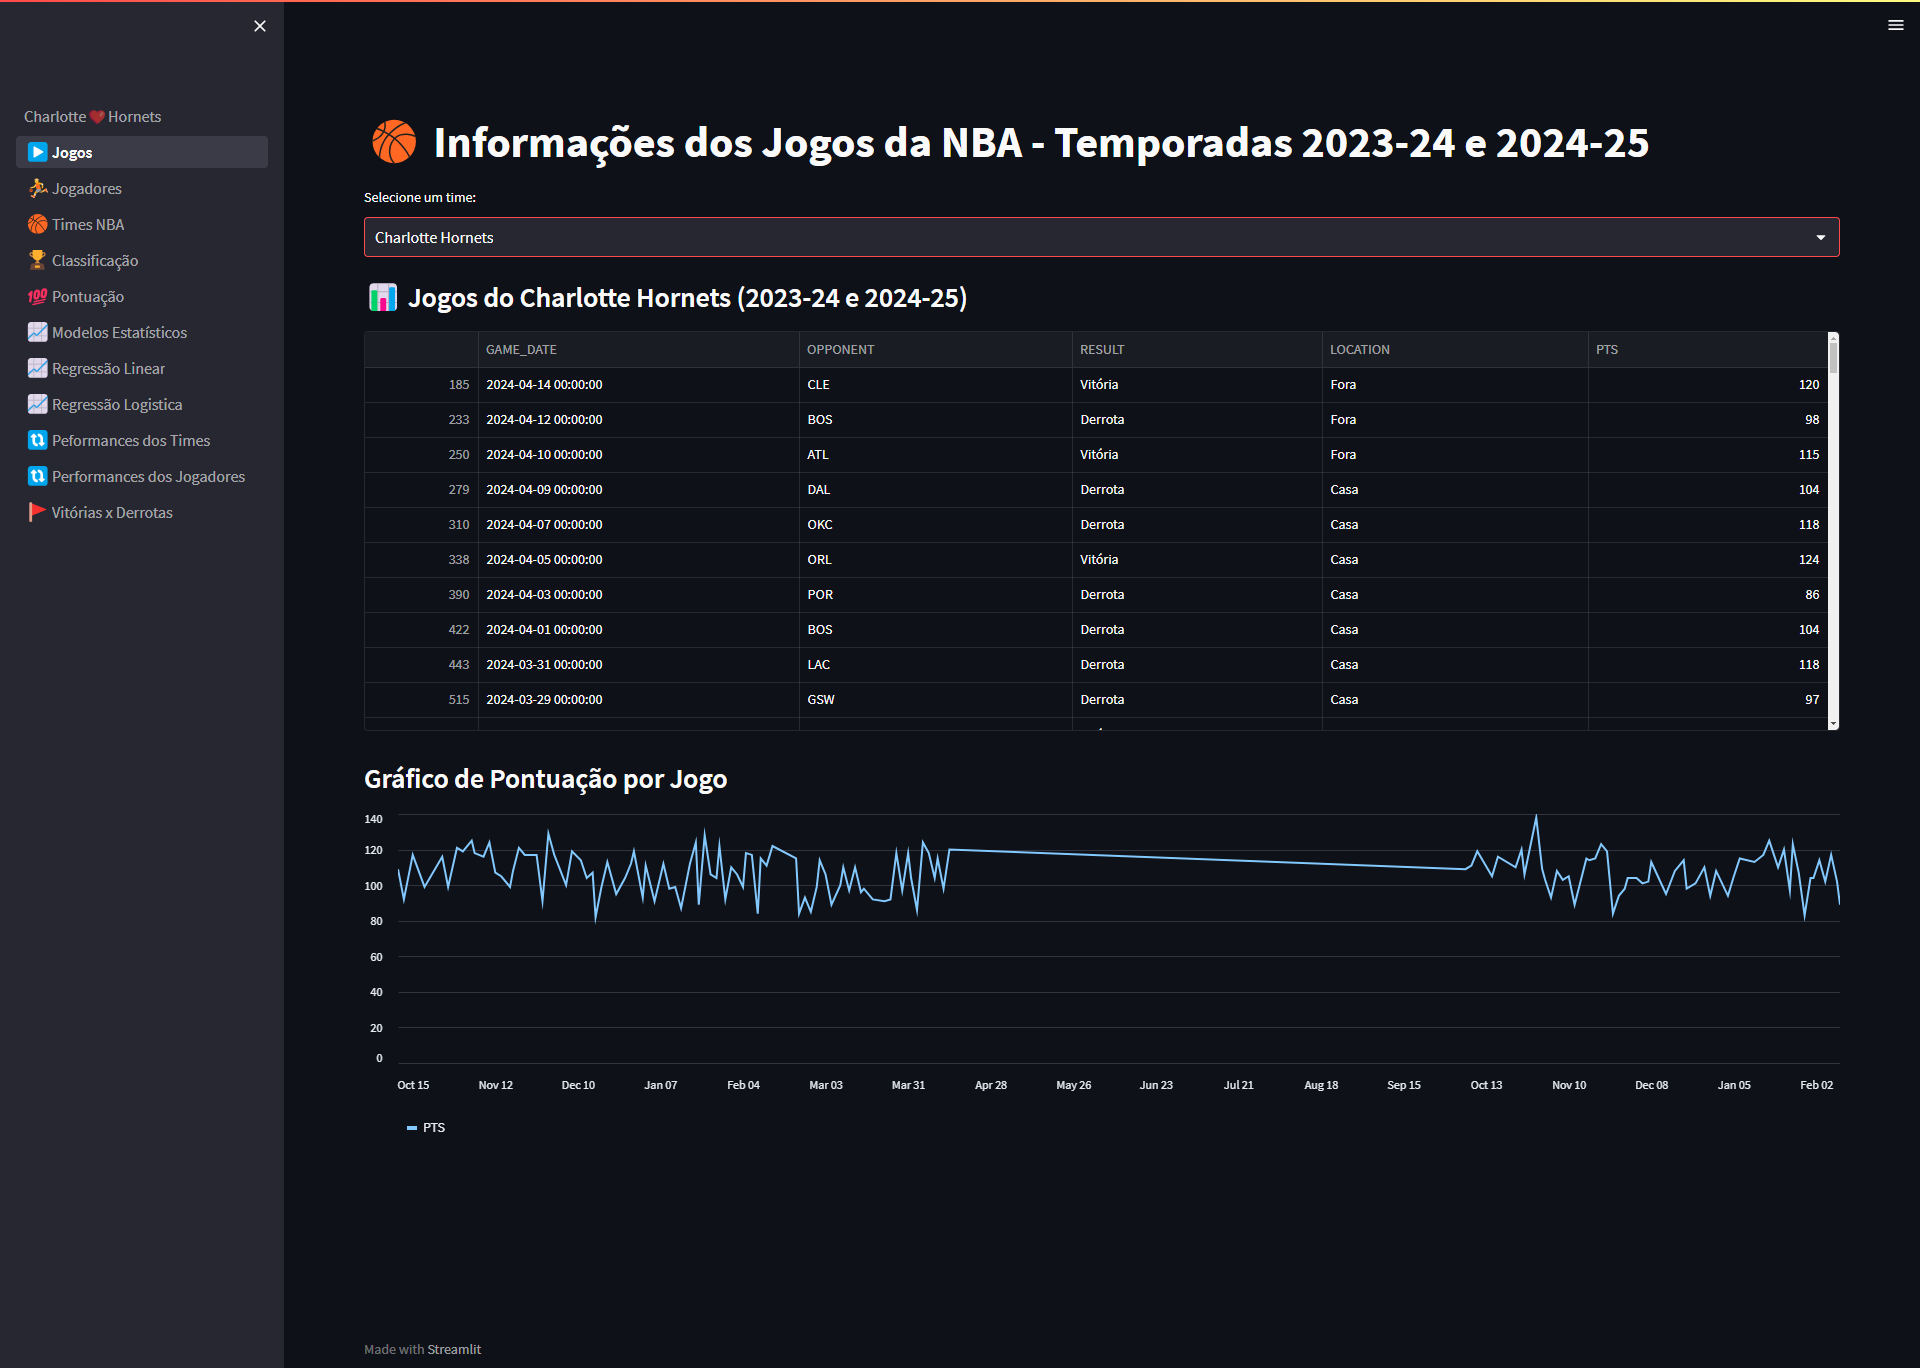 Charlotte ❤️ Hornets
Jogos
Jogadores
Times NBA
Classificação
💯 Pontuação
Modelos Estatísticos
Regressão Linear
Regressão Logistica
Peformances dos Times
Performances dos Jogadores
Vitórias x Derrotas
Informações dos Jogos da NBA - Temporadas 2023-24 e 2024-25
Selecione um time:
Charlotte Hornets
Jogos do Charlotte Hornets (2023-24 e 2024-25)
GAME_DATE OPPONENT RESULT LOCATION PTS
185 2024-04-14 00:00:00 CLE Vitória Fora 120
233 2024-04-12 00:00:00 BOS Derrota Fora 98
250 2024-04-10 00:00:00 ATL Vitória Fora 115
279 2024-04-09 00:00:00 DAL Derrota Casa 104
310 2024-04-07 00:00:00 OKC Derrota Casa 118
338 2024-04-05 00:00:00 ORL Vitória Casa 124
390 2024-04-03 00:00:00 POR Derrota Casa 86
422 2024-04-01 00:00:00 BOS Derrota Casa 104
443 2024-03-31 00:00:00 LAC Derrota Casa 118
515 2024-03-29 00:00:00 GSW Derrota Casa 97
Gráfico de Pontuação por Jogo
140
120
100
80
60
40
20
0
Oct 15 Nov 12 Dec 10 Jan 07 Feb 04 Mar 03 Mar 31 Apr 28 May 26 Jun 23 Jul 21 Aug 18 Sep 15 Oct 13 Nov 10 Dec 08 Jan 05 Feb 02
PTS
Made with Streamlit